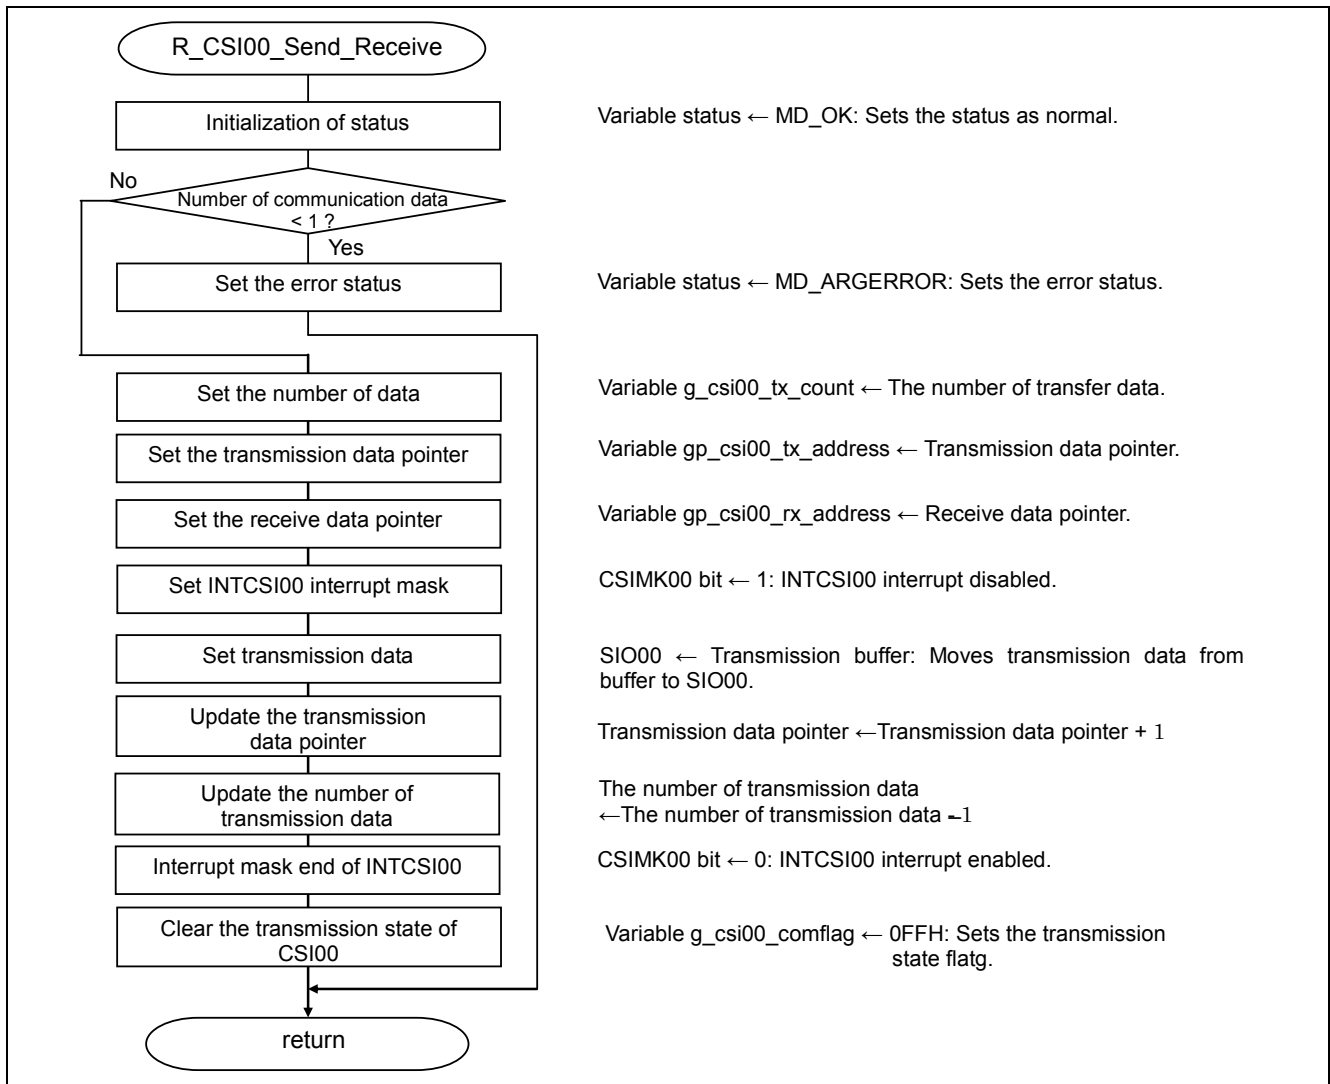 R_CSI00_Send_Receive
Initialization of status
Variable status ← MD_OK: Sets the status as normal.
No
Number of communication data
< 1 ?
Yes
Set the error status
Variable status ← MD_ARGERROR: Sets the error status.
Set the number of data
Variable g_csi00_tx_count ← The number of transfer data.
Set the transmission data pointer
Variable gp_csi00_tx_address ← Transmission data pointer.
Set the receive data pointer
Variable gp_csi00_rx_address ← Receive data pointer.
Set INTCSI00 interrupt mask
CSIMK00 bit ← 1: INTCSI00 interrupt disabled.
Set transmission data
SIO00 ← Transmission buffer: Moves transmission data from
buffer to SIO00.
Update the transmission
data pointer
Transmission data pointer ←Transmission data pointer + 1
Update the number of
transmission data
The number of transmission data
←The number of transmission data –1
Interrupt mask end of INTCSI00
CSIMK00 bit ← 0: INTCSI00 interrupt enabled.
Clear the transmission state of
CSI00
Variable g_csi00_comflag ← 0FFH: Sets the transmission
state flatg.
return